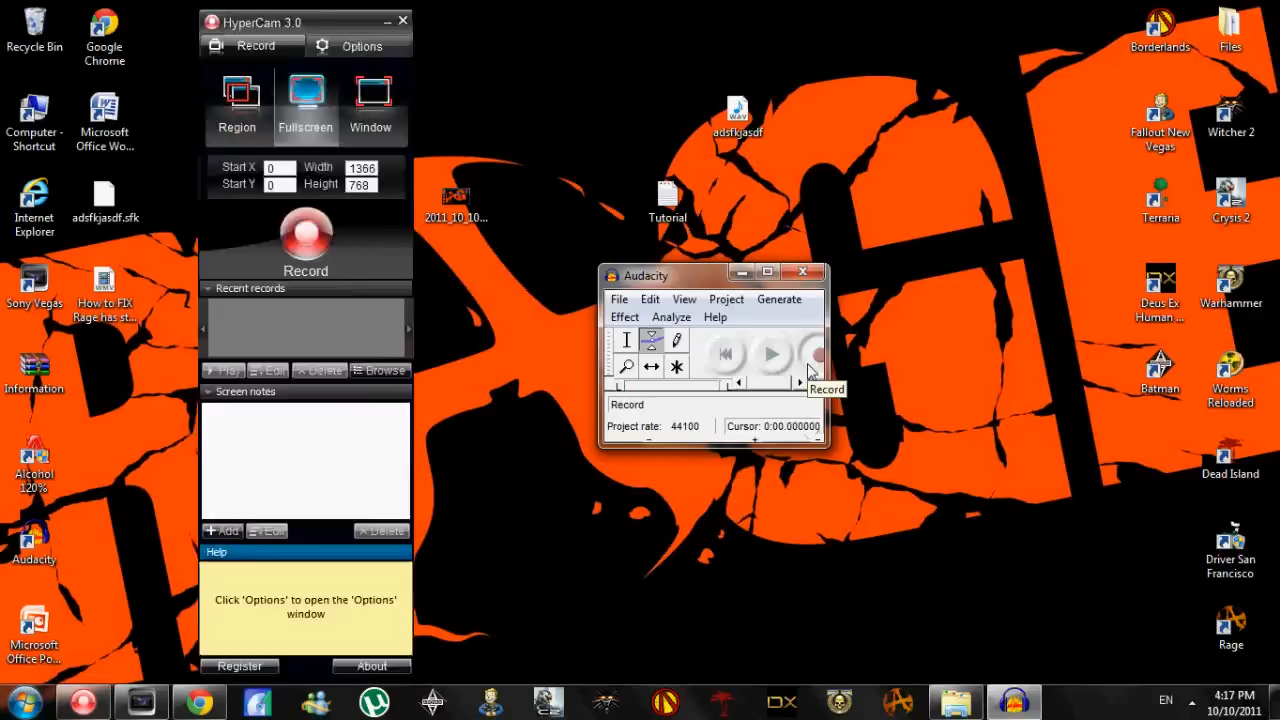 Recycle Bin
Google
Chrome
Computer -
Shortcut
Microsoft
Office Wo...
Internet
Explorer
adsfkjasdf.sfk
Sony Vegas
How to FIX
Rage has st...
Information
Alcohol
120%
Audacity
Microsoft
Office Po...
HyperCam 3.0
Record
Options
Region
Fullscreen
Window
Start X
0
Width
1366
Start Y
0
Height
768
Record
Recent records
Play
Edit
Delete
Browse
Screen notes
Add
Edit
Delete
Help
Click 'Options' to open the 'Options'
window
Register
About
2011_10_10...
adsfkjasdf
WAV
Tutorial
Audacity
File
Edit
View
Project
Generate
Effect
Analyze
Help
L
L
Record
Record
Project rate:
44100
Cursor: 0:00.000000
Borderlands
Files
Fallout New
Vegas
Witcher 2
Terraria
Crysis 2
Deus Ex
Human ...
Warhammer
Batman
Worms
Reloaded
Dead Island
Driver San
Francisco
Rage
EN
4:17 PM
10/10/2011